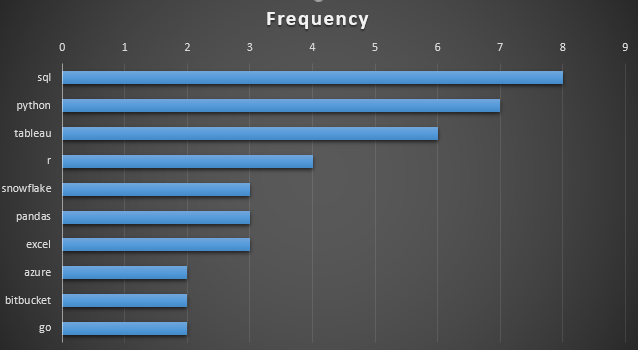 Frequency
0 1 2 3 4 5 6 7 8 9
sql
python
tableau
r
snowflake
pandas
excel
azure
bitbucket
go